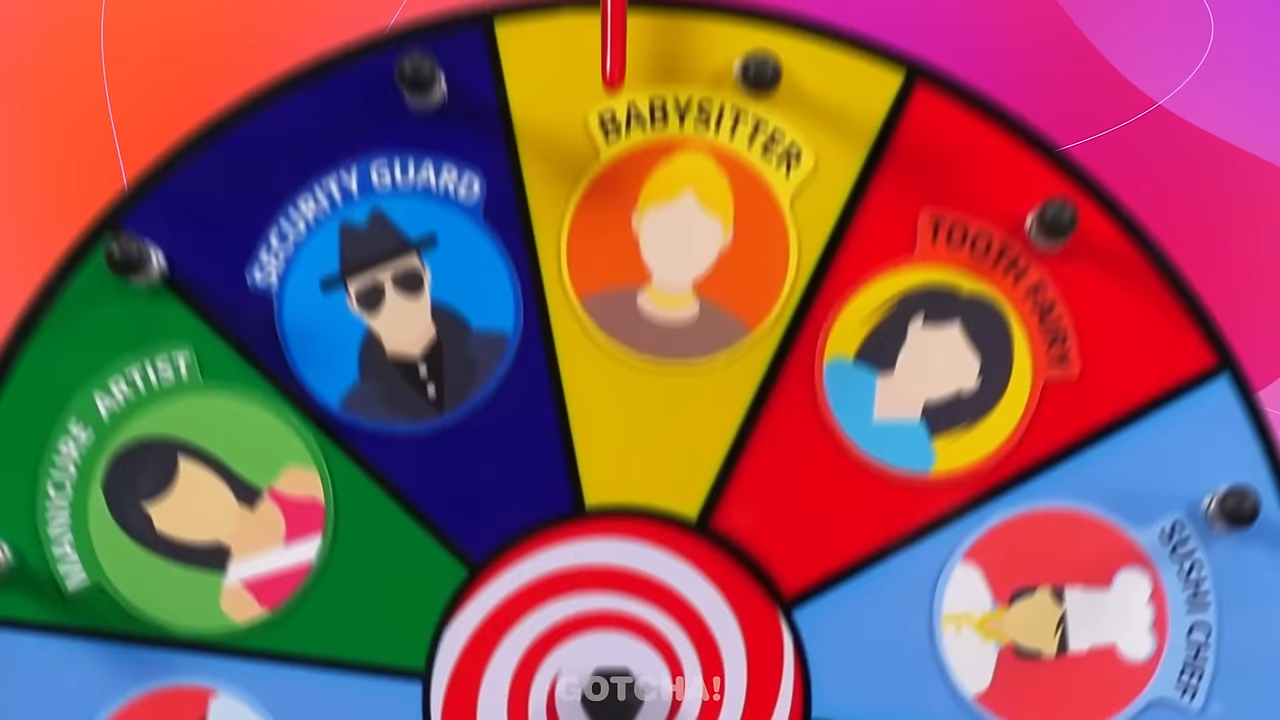 MANICURE ARTIST
SECURITY GUARD
BABYSITTER
TOOTH FAIRY
SUSHI CHEF
GOTCHA!